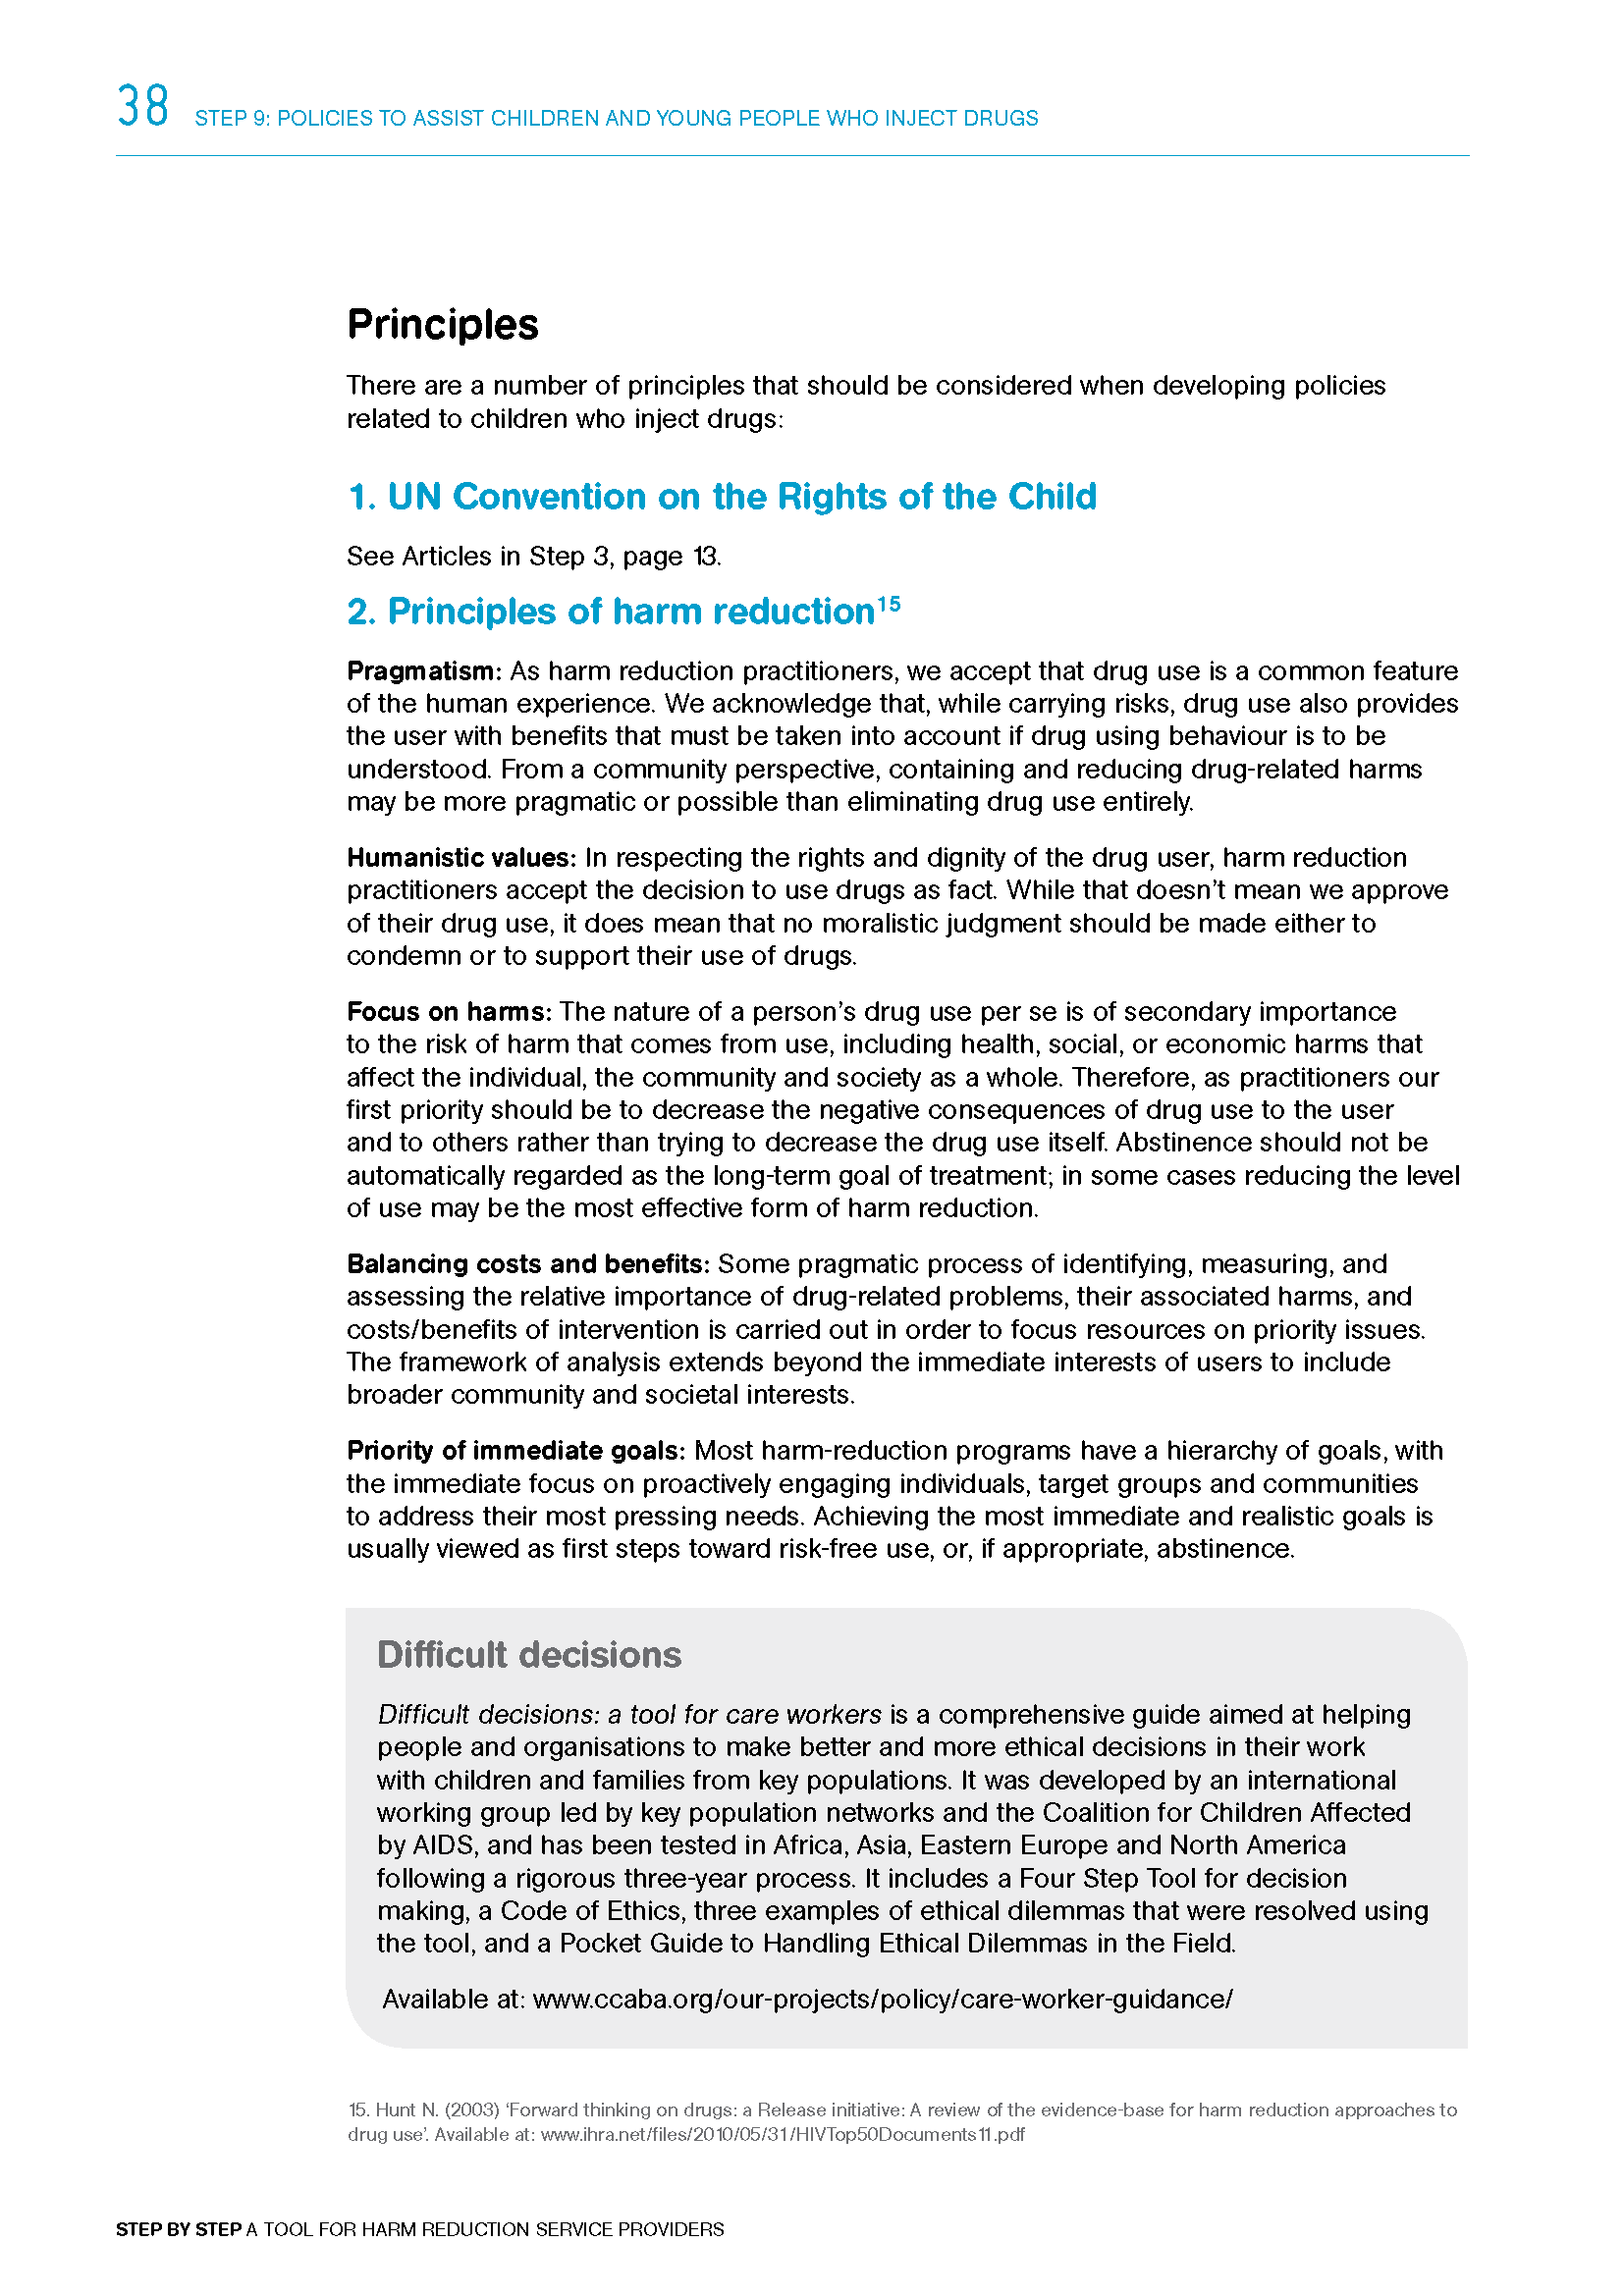 38 STEP 9: POLICIES TO ASSIST CHILDREN AND YOUNG PEOPLE WHO INJECT DRUGS
Principles
There are a number of principles that should be considered when developing policies
related to children who inject drugs:
1. UN Convention on the Rights of the Child
See Articles in Step 3, page 13.
2. Principles of harm reduction15
Pragmatism: As harm reduction practitioners, we accept that drug use is a common feature
of the human experience. We acknowledge that, while carrying risks, drug use also provides
the user with benefits that must be taken into account if drug using behaviour is to be
understood. From a community perspective, containing and reducing drug-related harms
may be more pragmatic or possible than eliminating drug use entirely.
Humanistic values: In respecting the rights and dignity of the drug user, harm reduction
practitioners accept the decision to use drugs as fact. While that doesn’t mean we approve
of their drug use, it does mean that no moralistic judgment should be made either to
condemn or to support their use of drugs.
Focus on harms: The nature of a person’s drug use per se is of secondary importance
to the risk of harm that comes from use, including health, social, or economic harms that
affect the individual, the community and society as a whole. Therefore, as practitioners our
first priority should be to decrease the negative consequences of drug use to the user
and to others rather than trying to decrease the drug use itself. Abstinence should not be
automatically regarded as the long-term goal of treatment; in some cases reducing the level
of use may be the most effective form of harm reduction.
Balancing costs and benefits: Some pragmatic process of identifying, measuring, and
assessing the relative importance of drug-related problems, their associated harms, and
costs/benefits of intervention is carried out in order to focus resources on priority issues.
The framework of analysis extends beyond the immediate interests of users to include
broader community and societal interests.
Priority of immediate goals: Most harm-reduction programs have a hierarchy of goals, with
the immediate focus on proactively engaging individuals, target groups and communities
to address their most pressing needs. Achieving the most immediate and realistic goals is
usually viewed as first steps toward risk-free use, or, if appropriate, abstinence.
Difficult decisions
Difficult decisions: a tool for care workers is a comprehensive guide aimed at helping
people and organisations to make better and more ethical decisions in their work
with children and families from key populations. It was developed by an international
working group led by key population networks and the Coalition for Children Affected
by AIDS, and has been tested in Africa, Asia, Eastern Europe and North America
following a rigorous three-year process. It includes a Four Step Tool for decision
making, a Code of Ethics, three examples of ethical dilemmas that were resolved using
the tool, and a Pocket Guide to Handling Ethical Dilemmas in the Field.
Available at: www.ccaba.org/our-projects/policy/care-worker-guidance/
15. Hunt N. (2003) ‘Forward thinking on drugs: a Release initiative: A review of the evidence-base for harm reduction approaches to
drug use’. Available at: www.ihra.net/files/2010/05/31/HIVTop50Documents11.pdf
STEP BY STEP A TOOL FOR HARM REDUCTION SERVICE PROVIDERS